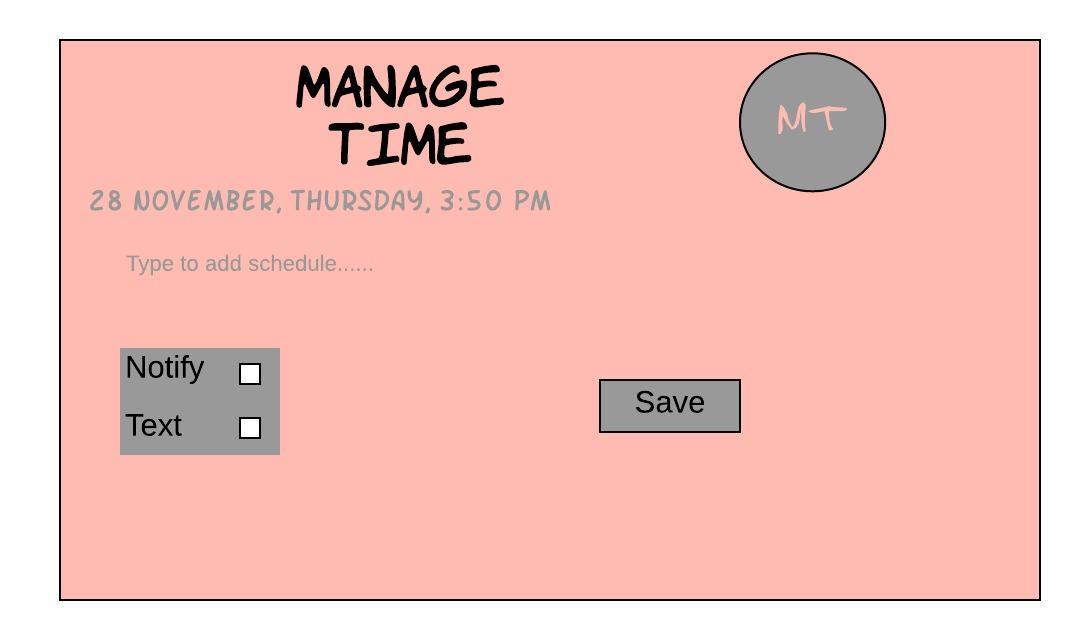 MANAGE
TIME
MT
28 NOVEMBER, THURSDAY, 3:50 PM
Type to add schedule......
Notify
Text
Save